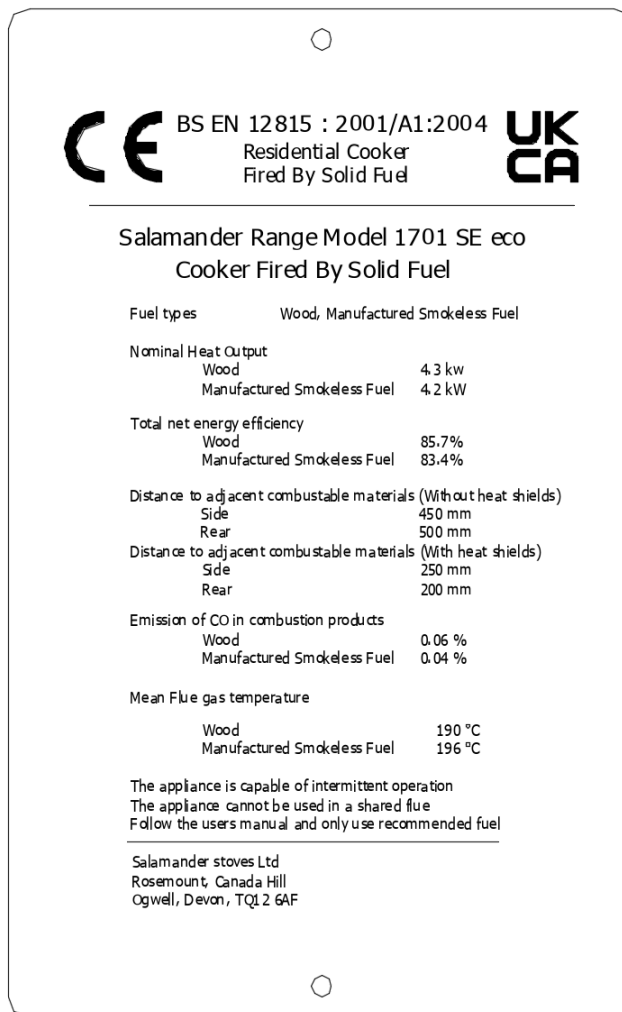 CE
BS EN 12815 : 2001/A1:2004
UK
CA
Residential Cooker
Fired By Solid Fuel
Salamander Range Model 1701 SE eco
Cooker Fired By Solid Fuel
Fuel types Wood, Manufactured Smokeless Fuel
Nominal Heat Output
Wood 4.3 kw
Manufactured Smokeless Fuel 4.2 kW
Total net energy efficiency
Wood 85.7%
Manufactured Smokeless Fuel 83.4%
Distance to adjacent combustable materials (Without heat shields)
Side 450 mm
Rear 500 mm
Distance to adjacent combustable materials (With heat shields)
Side 250 mm
Rear 200 mm
Emission of CO in combustion products
Wood 0.06 %
Manufactured Smokeless Fuel 0.04 %
Mean Flue gas temperature
Wood 190 °C
Manufactured Smokeless Fuel 196 °C
The appliance is capable of intermittent operation
The appliance cannot be used in a shared flue
Follow the users manual and only use recommended fuel
Salamander stoves Ltd
Rosemount, Canada Hill
Ogwell, Devon, TQ12 6AF